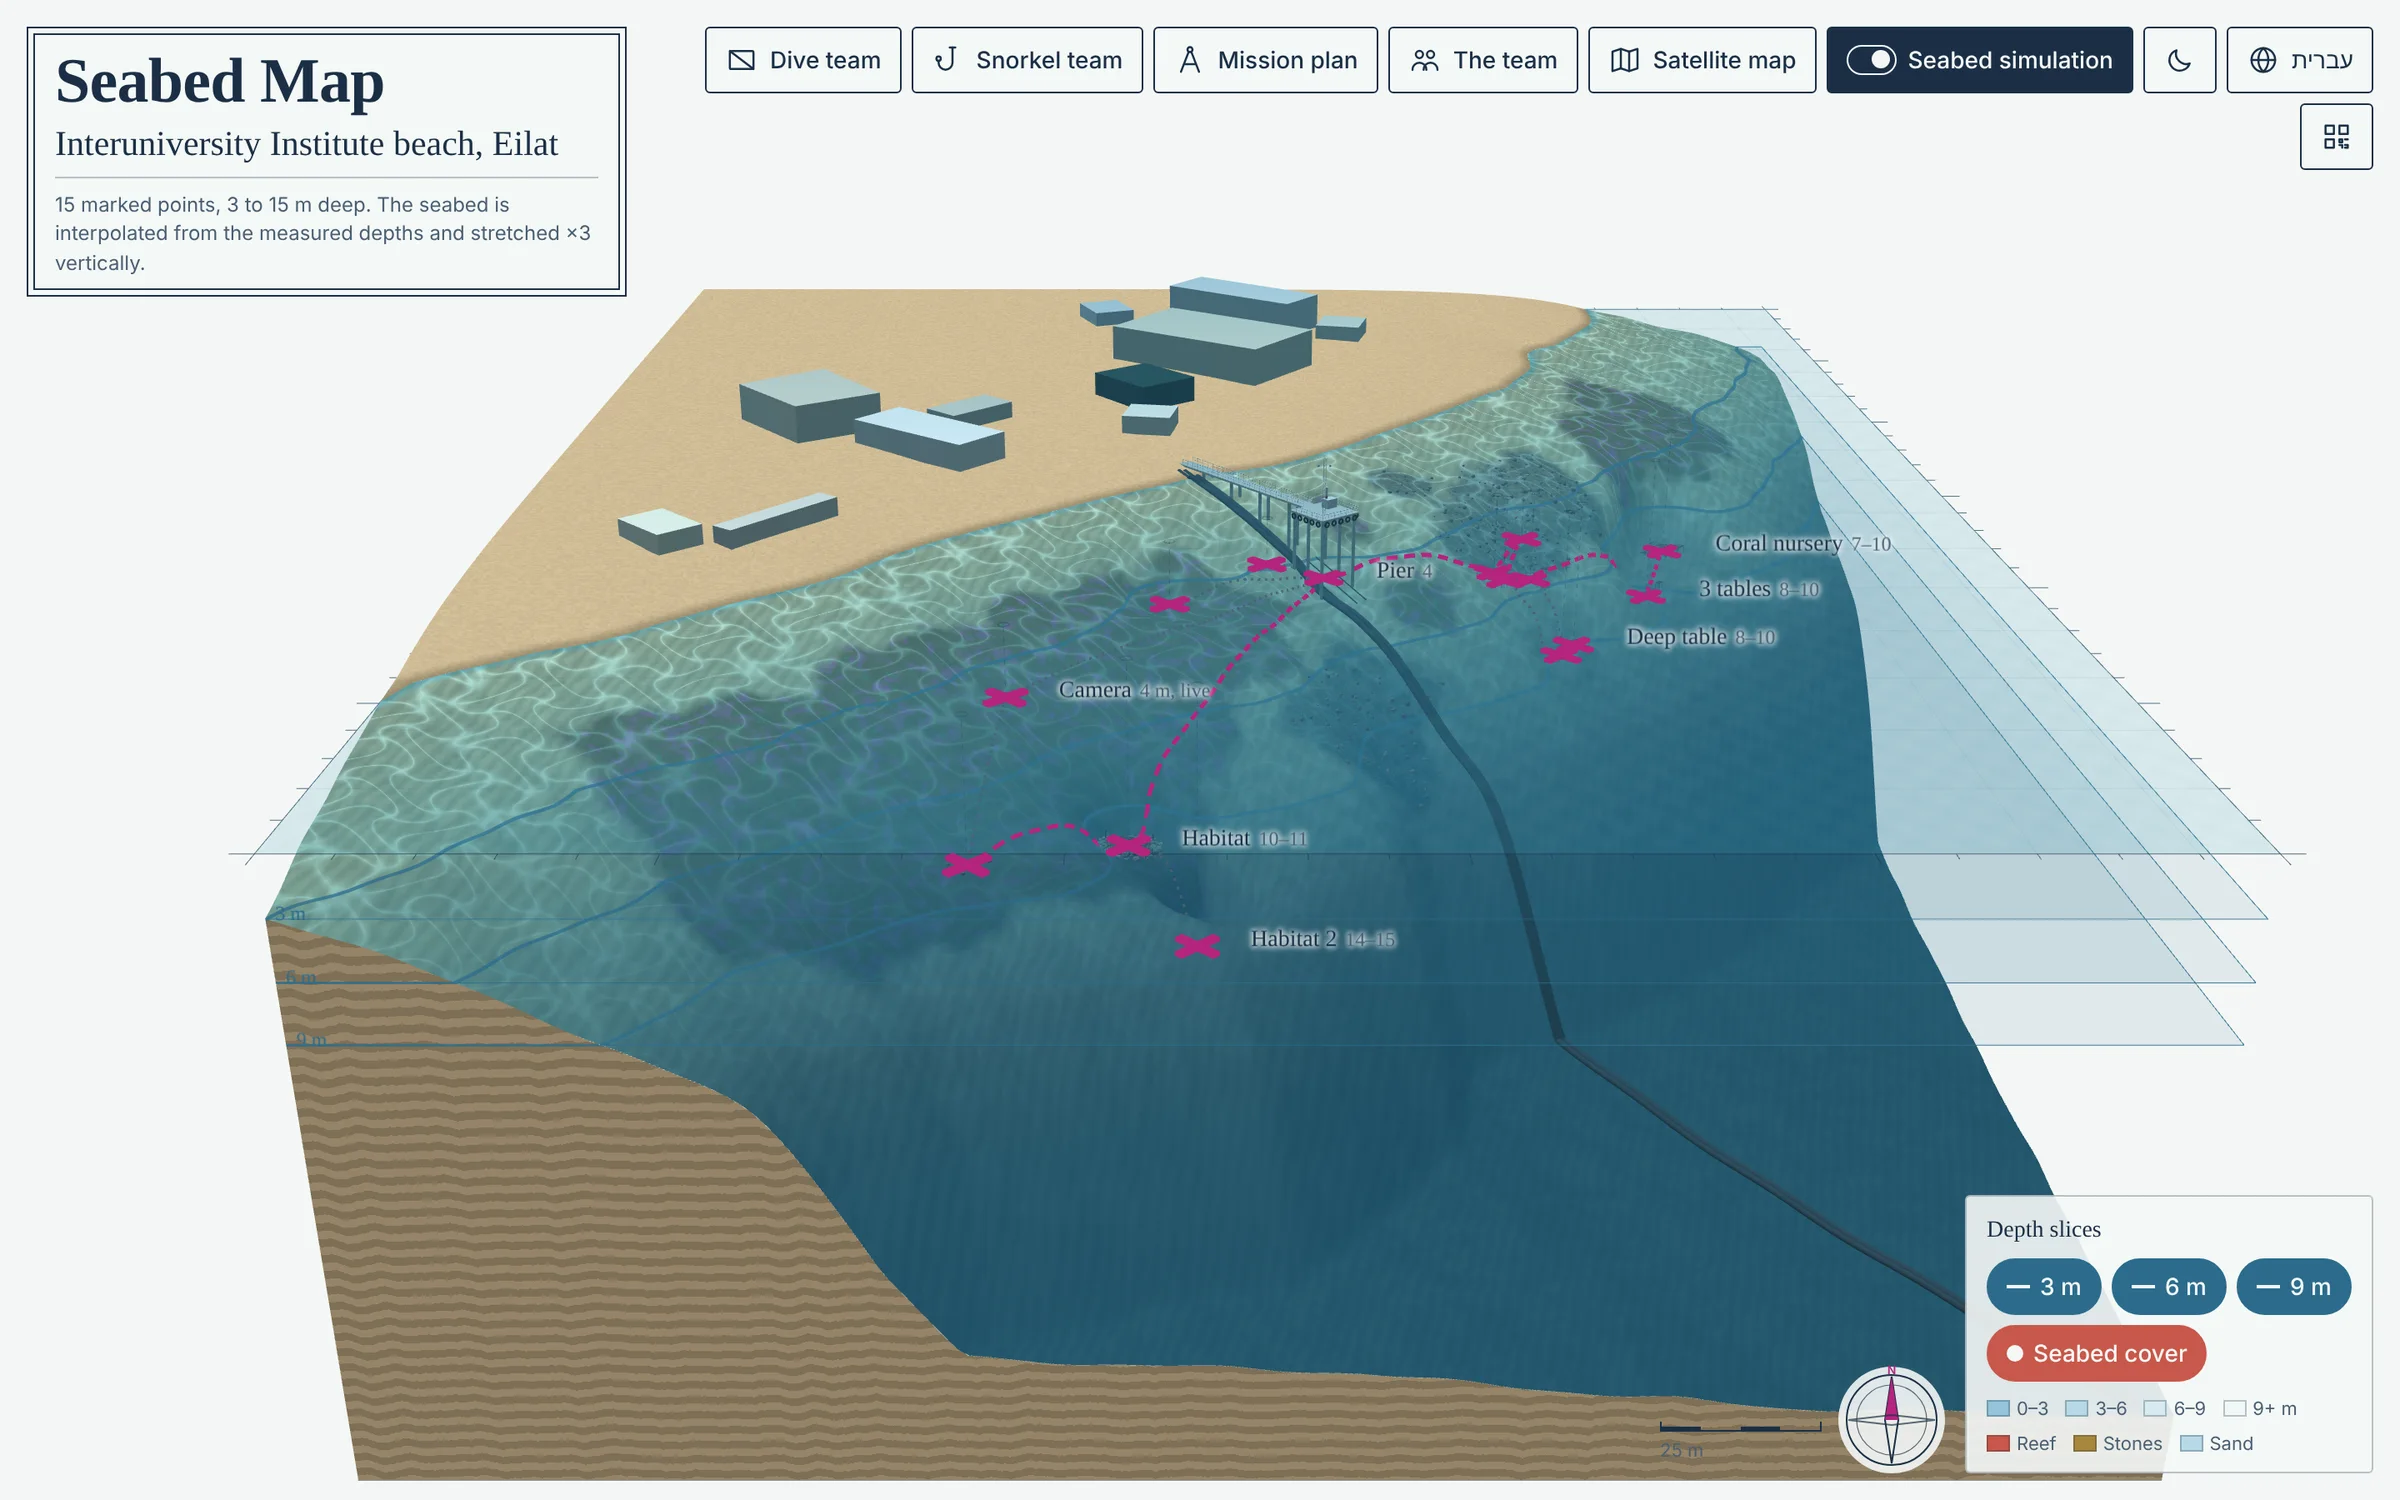 Seabed Map
Interuniversity Institute beach, Eilat
15 marked points, 3 to 15 m deep. The seabed is
interpolated from the measured depths and stretched ×3
vertically.
Dive team
Snorkel team
Mission plan
The team
Satellite map
Seabed simulation
עברית
Coral nursery 7–10
Pier 4
3 tables 8–10
Deep table 8–10
Camera 4 m, live
Habitat 10–11
Habitat 2 14–15
3 m
6 m
9 m
25 m
N
Depth slices
3 m 6 m 9 m
Seabed cover
0–3 3–6 6–9 9+ m
Reef Stones Sand